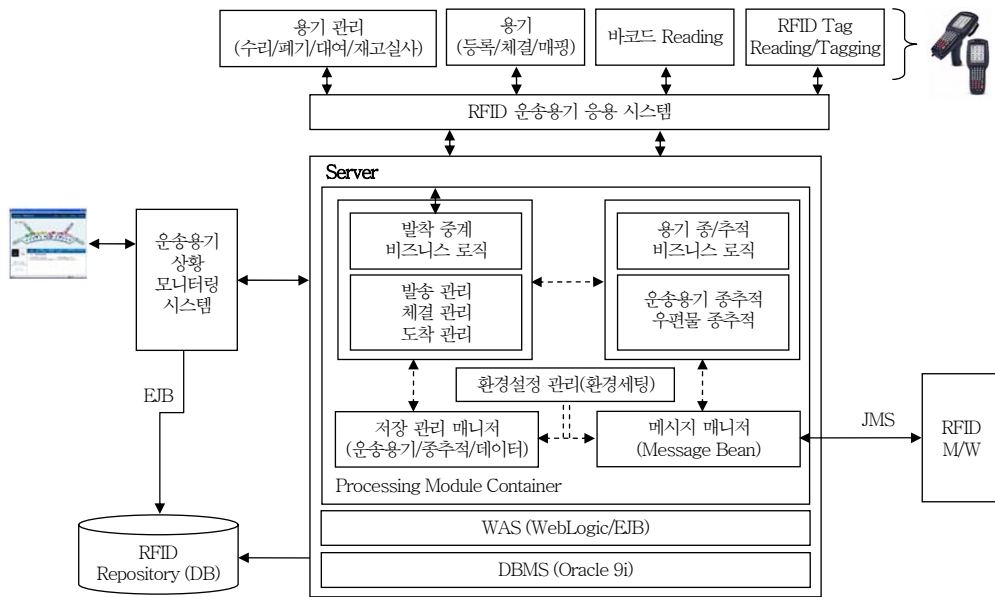 용기 관리
(수리/폐기/대여/재고실사)
용기
(등록/체결/매핑)
바코드 Reading
RFID Tag
Reading/Tagging
RFID 운송용기 응용 시스템
Server
발착 중계
비즈니스 로직
발송 관리
체결 관리
도착 관리
용기 종/추적
비즈니스 로직
운송용기 종추적
우편물 종추적
운송용기
상황
모니터링
시스템
환경설정 관리(환경세팅)
EJB
저장 관리 매니저
(운송용기/종추적/데이터)
메시지 매니저
(Message Bean)
JMS
RFID
M/W
Processing Module Container
WAS (WebLogic/EJB)
RFID
Repository (DB)
DBMS (Oracle 9i)